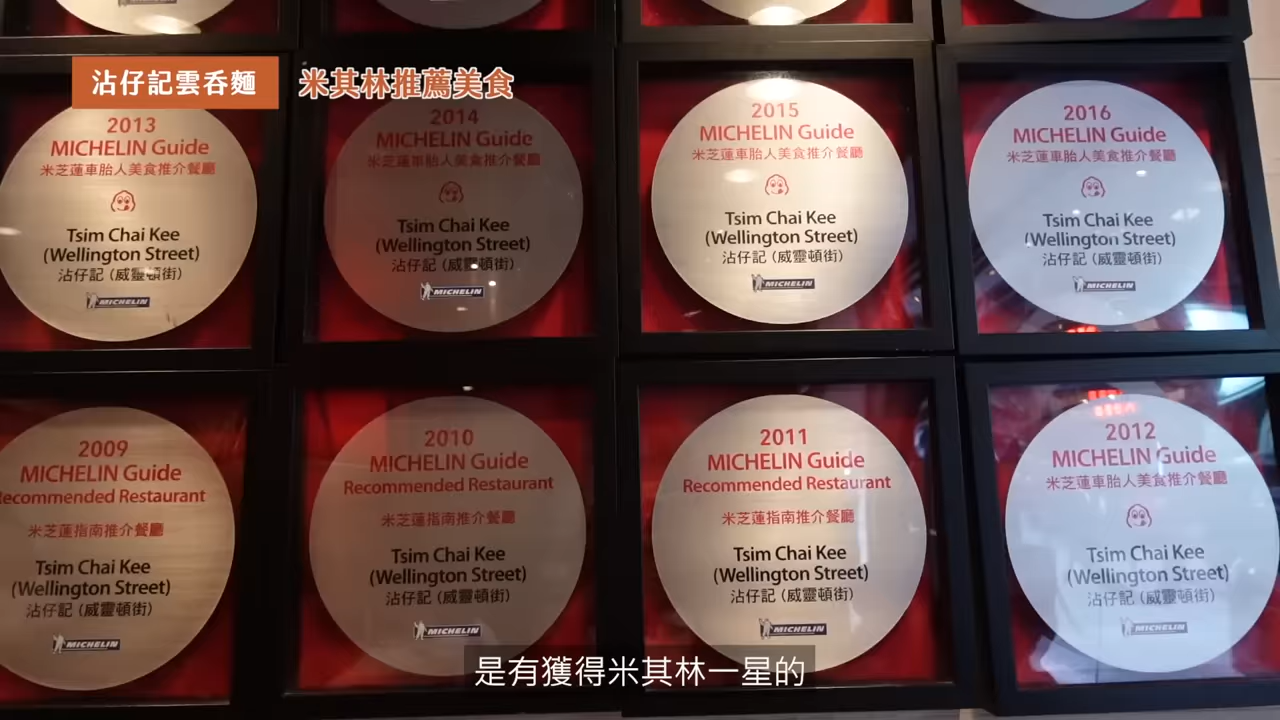 沾仔記雲吞麵
米其林推薦美食
2013
MICHELIN Guide
米芝蓮車胎人美食推介餐廳
Tsim Chai Kee
(Wellington Street)
沾仔記 (威靈頓街)
MICHELIN
2014
MICHELIN Guide
米芝蓮車胎人美食推介餐廳
Tsim Chai Kee
(Wellington Street)
沾仔記 (威靈頓街)
MICHELIN
2015
MICHELIN Guide
米芝蓮車胎人美食推介餐廳
Tsim Chai Kee
(Wellington Street)
沾仔記 (威靈頓街)
MICHELIN
2016
MICHELIN Guide
米芝蓮車胎人美食推介餐廳
Tsim Chai Kee
(Wellington Street)
沾仔記 (威靈頓街)
MICHELIN
2009
MICHELIN Guide
Recommended Restaurant
米芝蓮指南推介餐廳
Tsim Chai Kee
(Wellington Street)
沾仔記 (威靈頓街)
MICHELIN
2010
MICHELIN Guide
Recommended Restaurant
米芝蓮指南推介餐廳
Tsim Chai Kee
(Wellington Street)
沾仔記 (威靈頓街)
MICHELIN
2011
MICHELIN Guide
Recommended Restaurant
米芝蓮指南推介餐廳
Tsim Chai Kee
(Wellington Street)
沾仔記 (威靈頓街)
MICHELIN
2012
MICHELIN Guide
米芝蓮車胎人美食推介餐廳
Tsim Chai Kee
(Wellington Street)
沾仔記 (威靈頓街)
MICHELIN
是有獲得米其林一星的